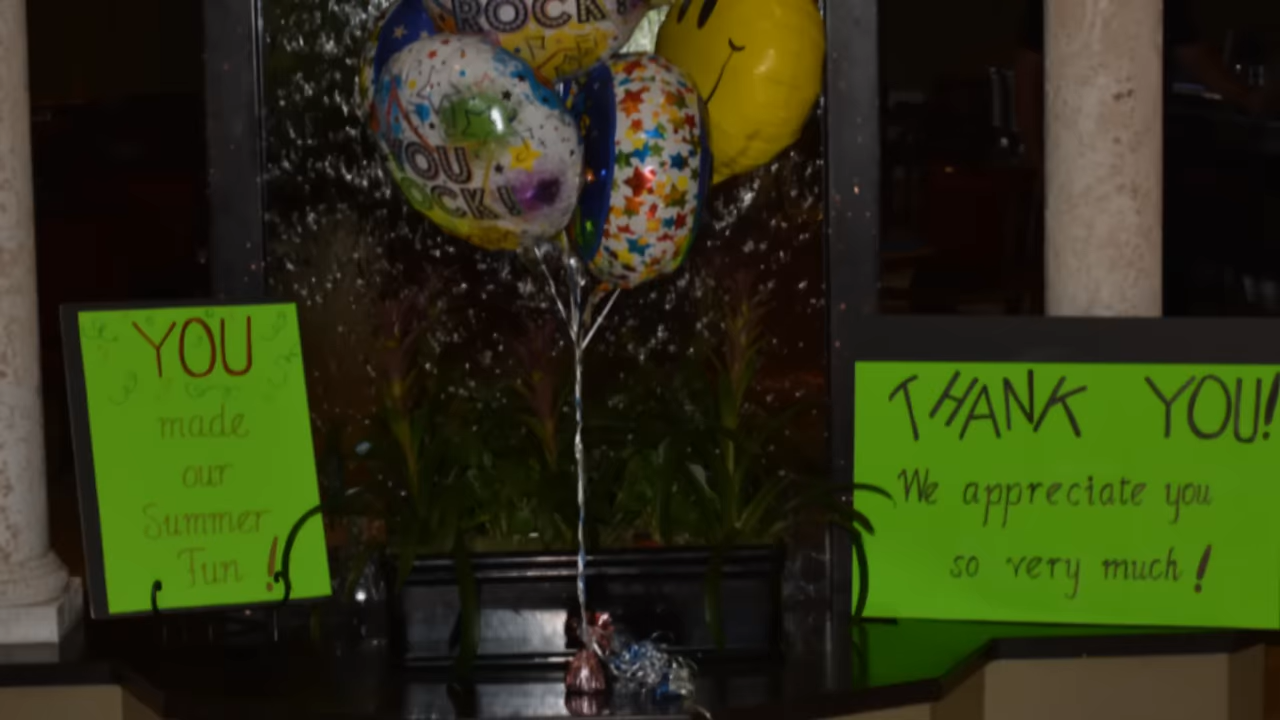 ROCK!
YOU
ROCK!
YOU
made
our
Summer
Fun!
THANK YOU!
We appreciate you
so very much!